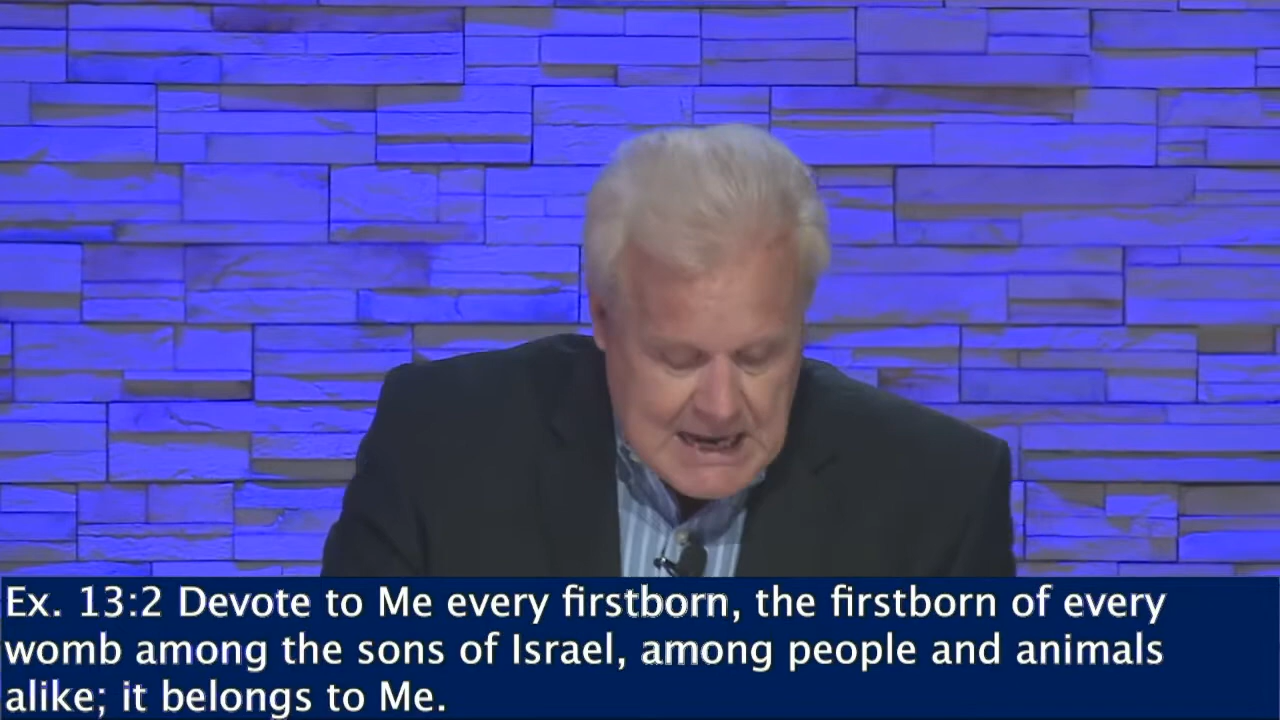 Ex. 13:2 Devote to Me every firstborn, the firstborn of every
womb among the sons of Israel, among people and animals
alike; it belongs to Me.